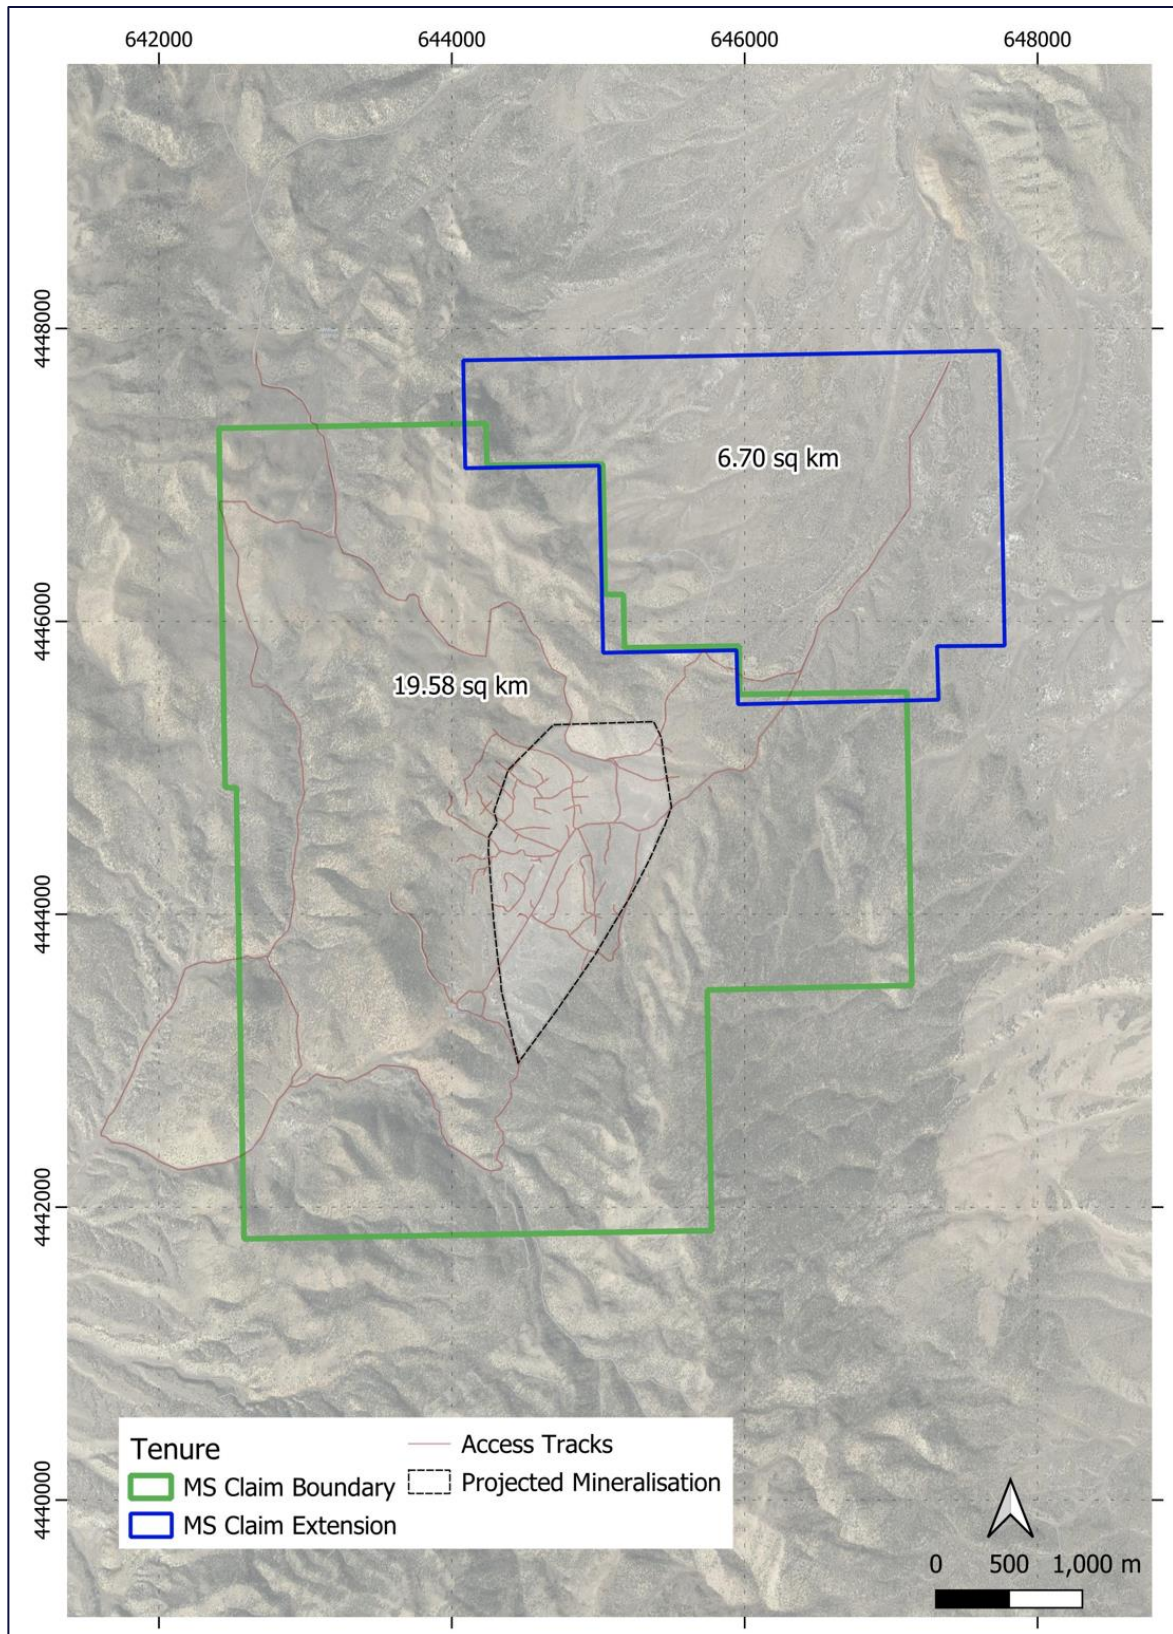 642000 644000 646000 648000
4448000
6.70 sq km
4446000
19.58 sq km
4444000
4442000
4440000
Tenure
MS Claim Boundary
MS Claim Extension
Access Tracks
Projected Mineralisation
0 500 1,000 m